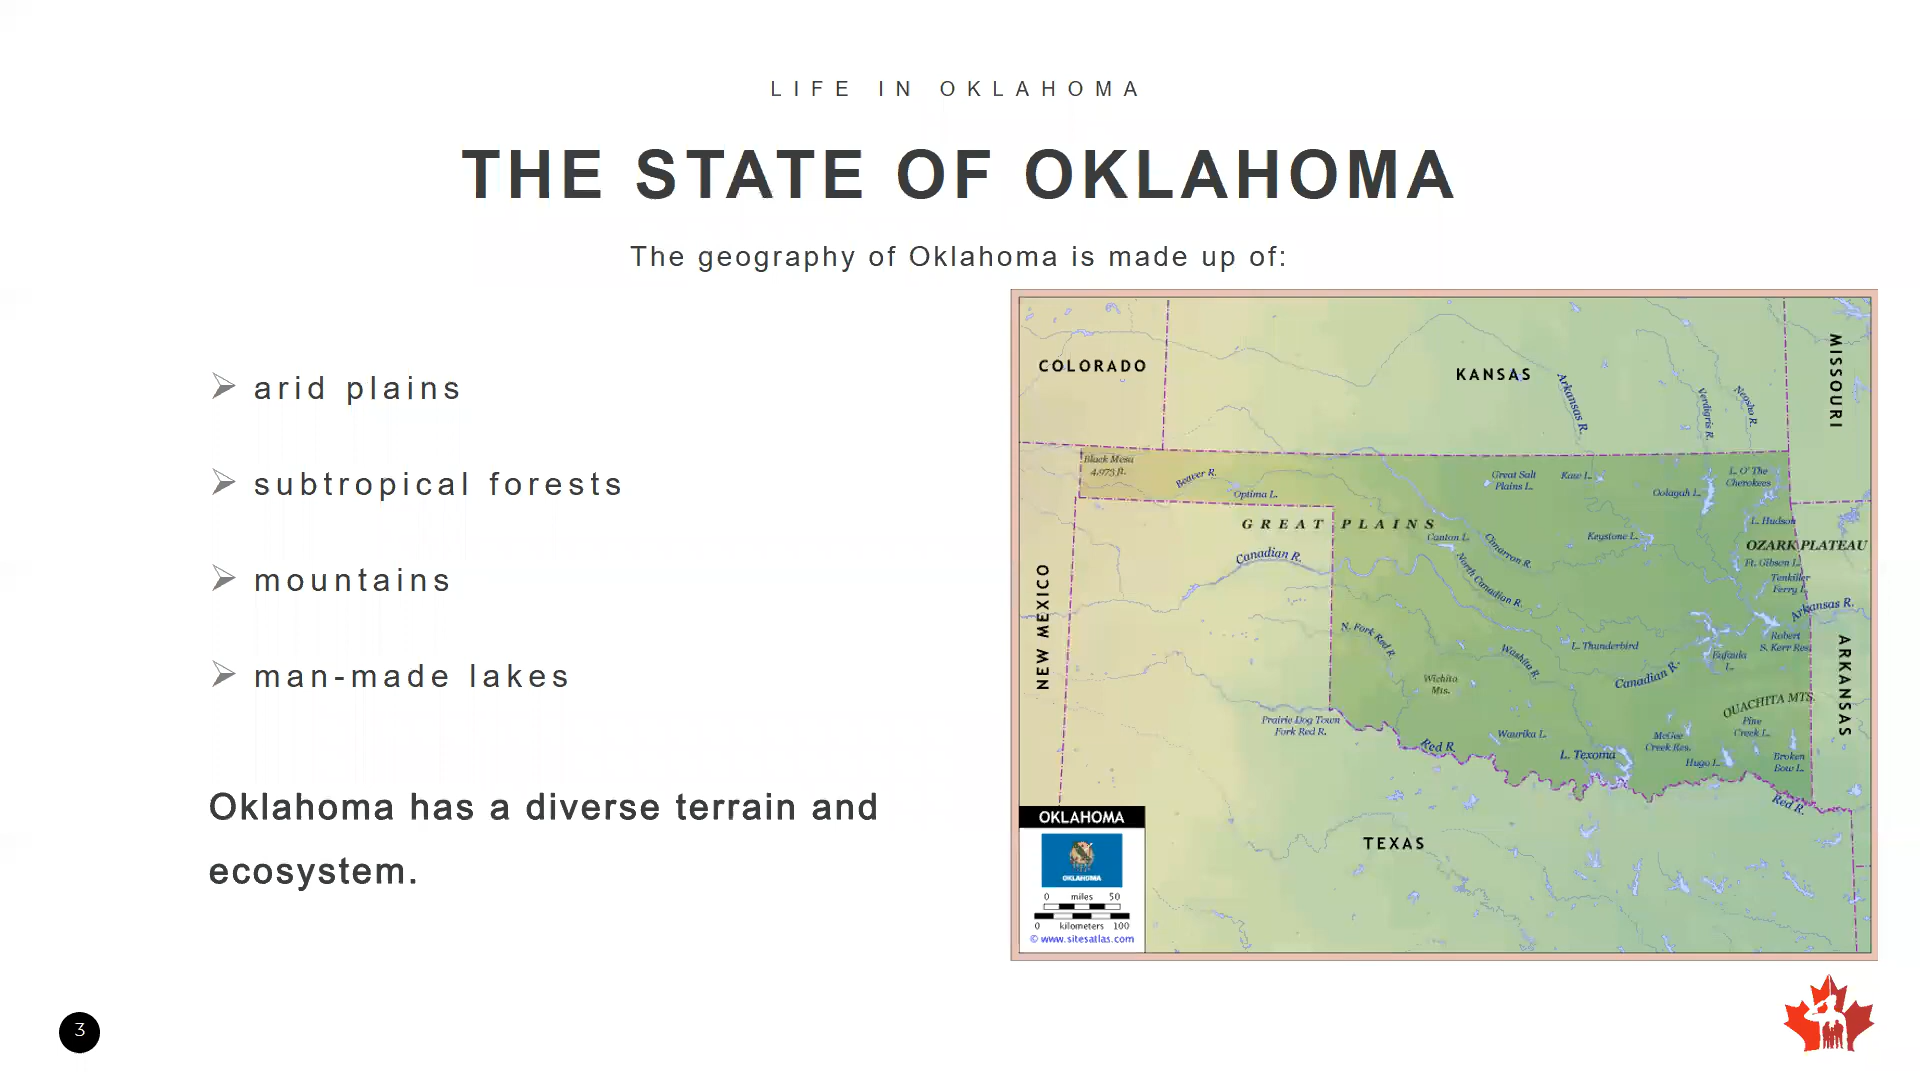 LIFE IN OKLAHOMA
THE STATE OF OKLAHOMA
The geography of Oklahoma is made up of:
arid plains
subtropical forests
mountains
man-made lakes
Oklahoma has a diverse terrain and
ecosystem.
COLORADO
KANSAS
MISSOURI
Arkansas R.
Verdigris R.
Neosho R.
Black Mesa
4,973 ft.
Beaver R.
Optima L.
Great Salt
Plains L.
Kaw L.
Oologah L.
L. O' The
Cherokees
L. Hudson
GREAT PLAINS
Canton L.
Cimarron R.
Keystone L.
OZARK PLATEAU
Ft. Gibson L.
Canadian R.
North Canadian R.
Tenkiller
Ferry L.
Arkansas R.
NEW MEXICO
N. Fork Red R.
Washita R.
L. Thunderbird
Robert
S. Kerr Res.
Eufaula
L.
Canadian R.
ARKANSAS
Wichita
Mts.
OUACHITA MTS.
Prairie Dog Town
Fork Red R.
Red R.
Waurika L.
L. Texoma
McGee
Creek Res.
Pine
Creek L.
Hugo L.
Broken
Bow L.
Red R.
TEXAS
OKLAHOMA
OKLAHOMA
0 miles 50
0 kilometers 100
© www.sitesatlas.com
3